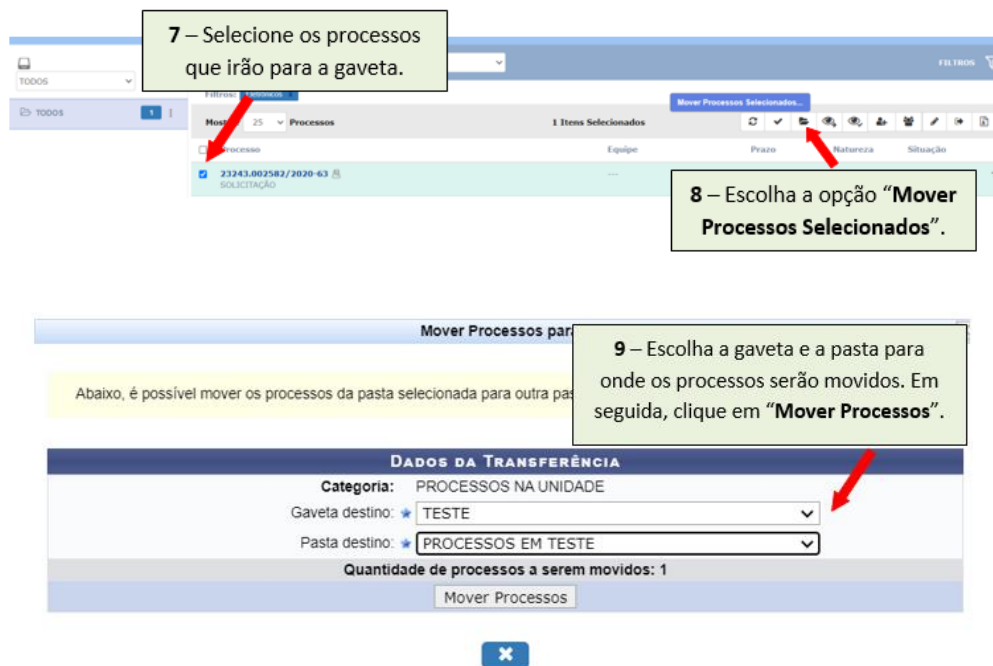 7 – Selecione os processos
que irão para a gaveta.
FILTROS
TODOS
Filtros:
TODOS 1
Mover Processos Selecionados...
25 Processos
1 Itens Selecionados
Processo Equipe Prazo Natureza Situação
23243.002582/2020-63 ---
SOLICITAÇÃO
8 – Escolha a opção “Mover
Processos Selecionados”.
Mover Processos
9 – Escolha a gaveta e a pasta para
onde os processos serão movidos. Em
seguida, clique em “Mover Processos”.
Abaixo, é possível mover os processos da pasta selecionada para outra
DADOS DA TRANSFERÊNCIA
Categoria: PROCESSOS NA UNIDADE
Gaveta destino: TESTE
Pasta destino: PROCESSOS EM TESTE
Quantidade de processos a serem movidos: 1
Mover Processos